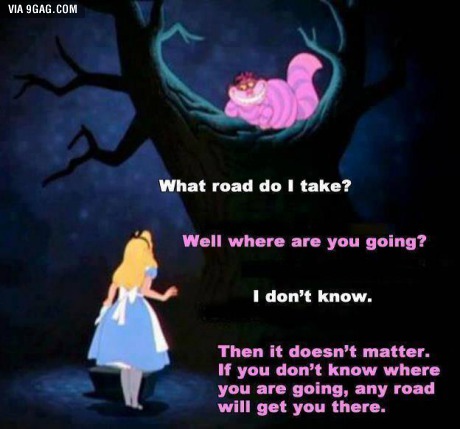 VIA 9GAG.COM
What road do I take?
Well where are you going?
I don't know.
Then it doesn't matter.
If you don't know where
you are going, any road
will get you there.